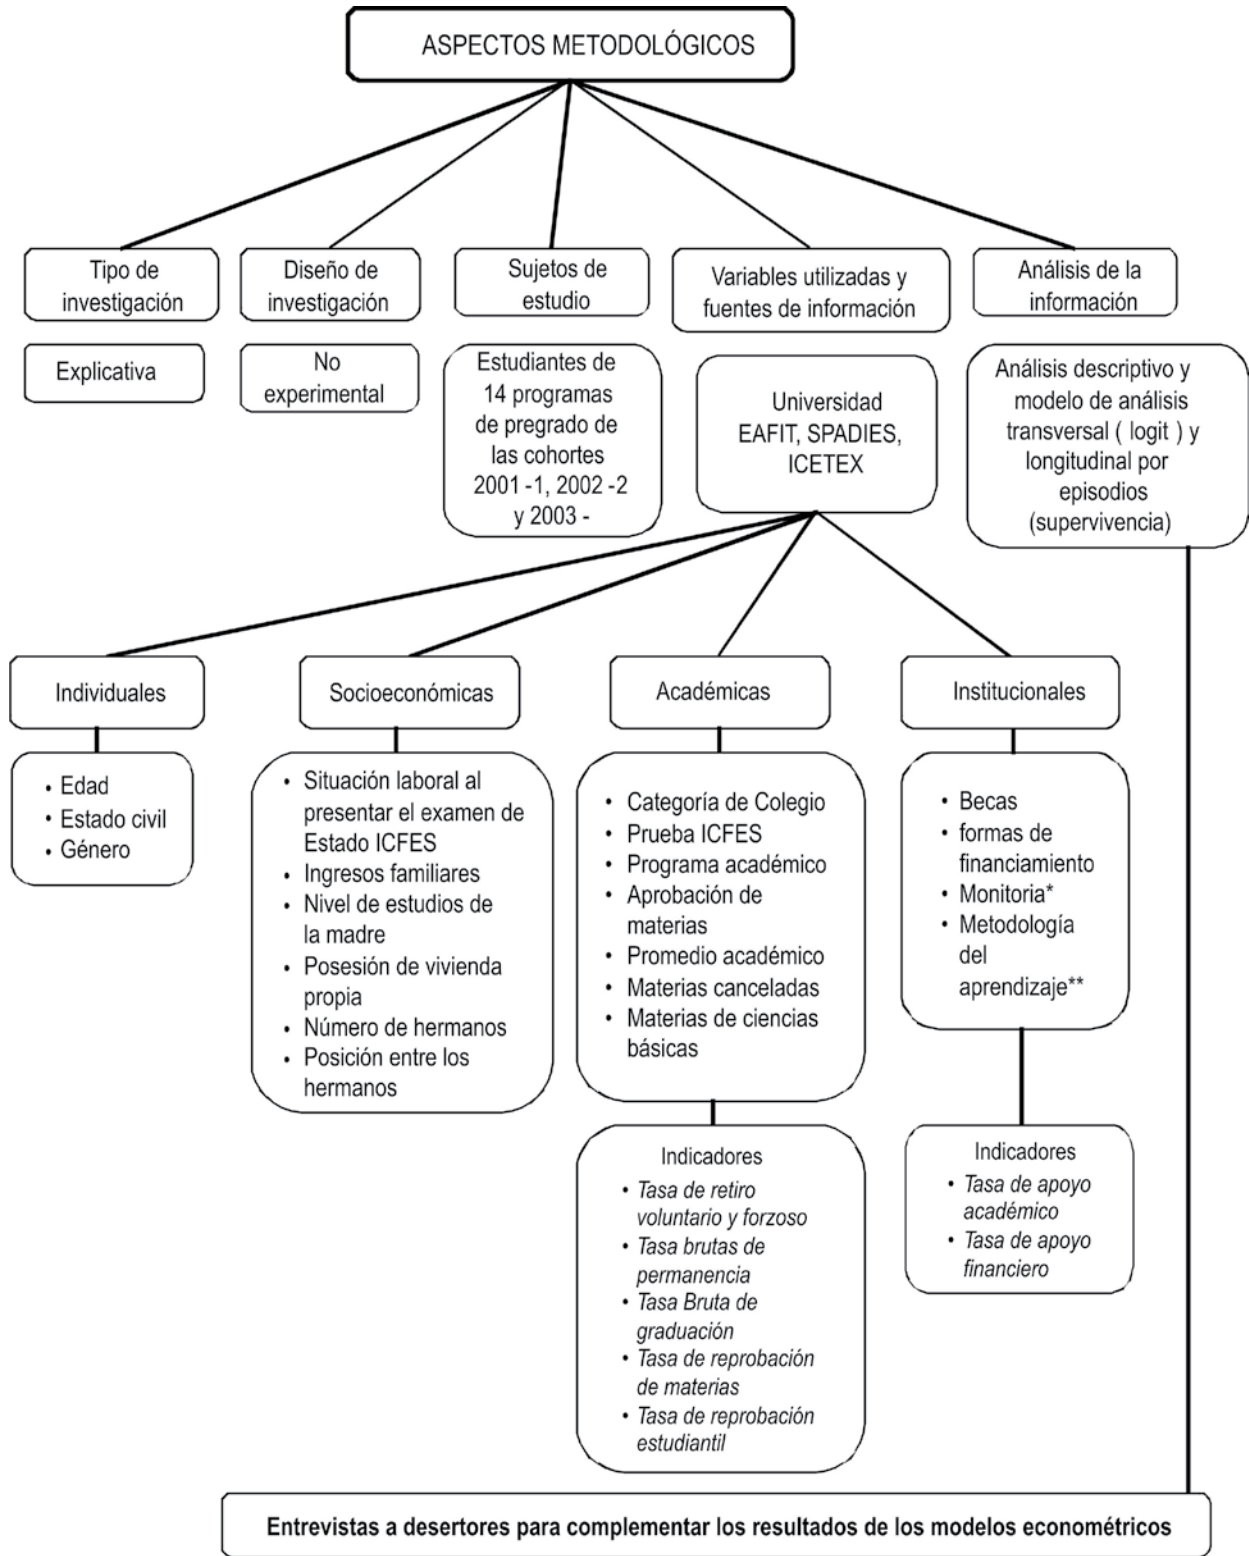 ASPECTOS METODOLÓGICOS
Tipo de
investigación
Diseño de
investigación
Sujetos de
estudio
Variables utilizadas y
fuentes de información
Análisis de la
información
Explicativa
No
experimental
Estudiantes de
14 programas
de pregrado de
las cohortes
2001 -1, 2002 -2
y 2003 -
Universidad
EAFIT, SPADIES,
ICETEX
Análisis descriptivo y
modelo de análisis
transversal ( logit ) y
longitudinal por
episodios
(supervivencia)
Individuales
Socioeconómicas
Académicas
Institucionales
• Edad
• Estado civil
• Género
• Situación laboral al
presentar el examen de
Estado ICFES
• Ingresos familiares
• Nivel de estudios de
la madre
• Posesión de vivienda
propia
• Número de hermanos
• Posición entre los
hermanos
• Categoría de Colegio
• Prueba ICFES
• Programa académico
• Aprobación de
materias
• Promedio académico
• Materias canceladas
• Materias de ciencias
básicas
• Becas
• formas de
financiamiento
• Monitoria*
• Metodología
del
aprendizaje**
Indicadores
• Tasa de retiro
voluntario y forzoso
• Tasa brutas de
permanencia
• Tasa Bruta de
graduación
• Tasa de reprobación
de materias
• Tasa de reprobación
estudiantil
Indicadores
• Tasa de apoyo
académico
• Tasa de apoyo
financiero
Entrevistas a desertores para complementar los resultados de los modelos econométricos